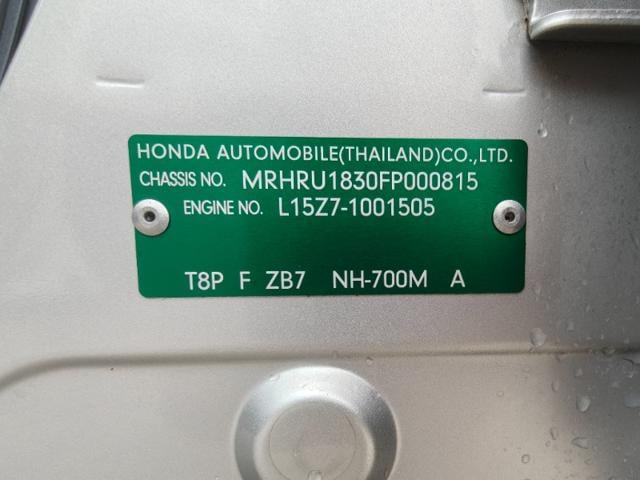 HONDA AUTOMOBILE(THAILAND)CO.,LTD.
CHASSIS NO. MRHRU1830FP000815
ENGINE NO. L15Z7-1001505
T8P F ZB7 NH-700M A